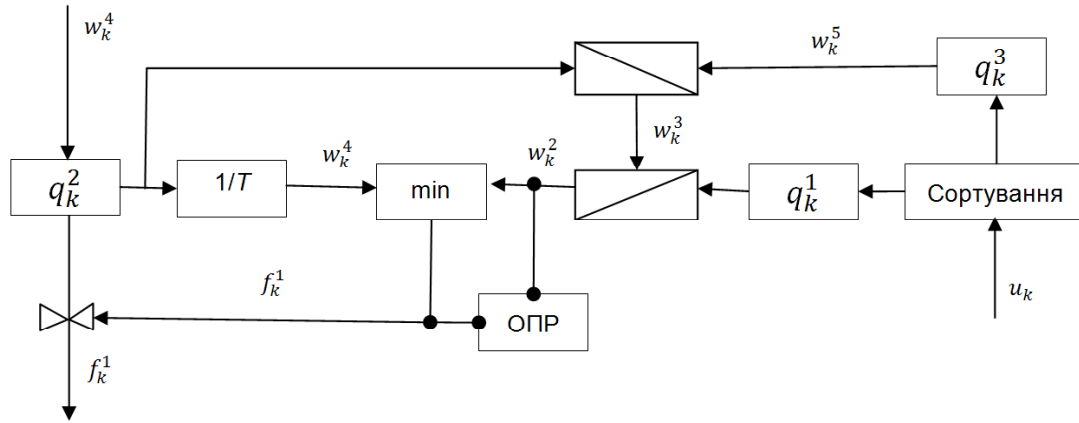 w_k^4
w_k^5
q_k^3
w_k^3
w_k^4
w_k^2
q_k^2
1/T
min
q_k^1
Сортування
f_k^1
u_k
ОПР
f_k^1